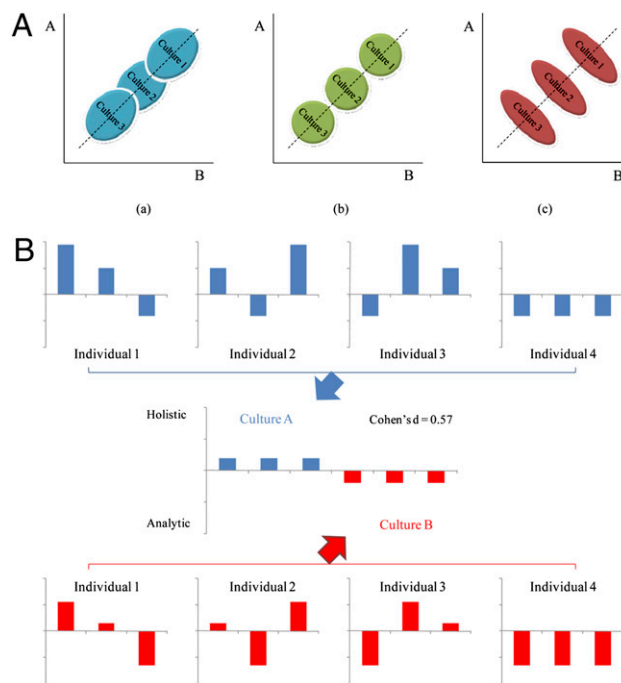 A
A
Culture 1
Culture 2
Culture 3
B
(a)
A
Culture 1
Culture 2
Culture 3
B
(b)
A
Culture 1
Culture 2
Culture 3
B
(c)
B
Individual 1
Individual 2
Individual 3
Individual 4
Holistic
Culture A
Cohen's d = 0.57
Analytic
Culture B
Individual 1
Individual 2
Individual 3
Individual 4